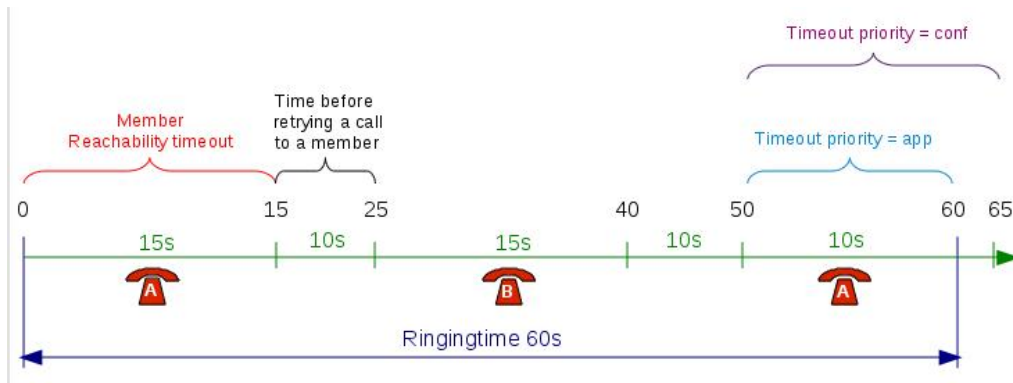 Timeout priority = conf
Time before
retrying a call
to a member
Member
Reachability timeout
Timeout priority = app
0 15 25 40 50 60 65
15s 10s 15s 10s 10s
A B A
Ringingtime 60s